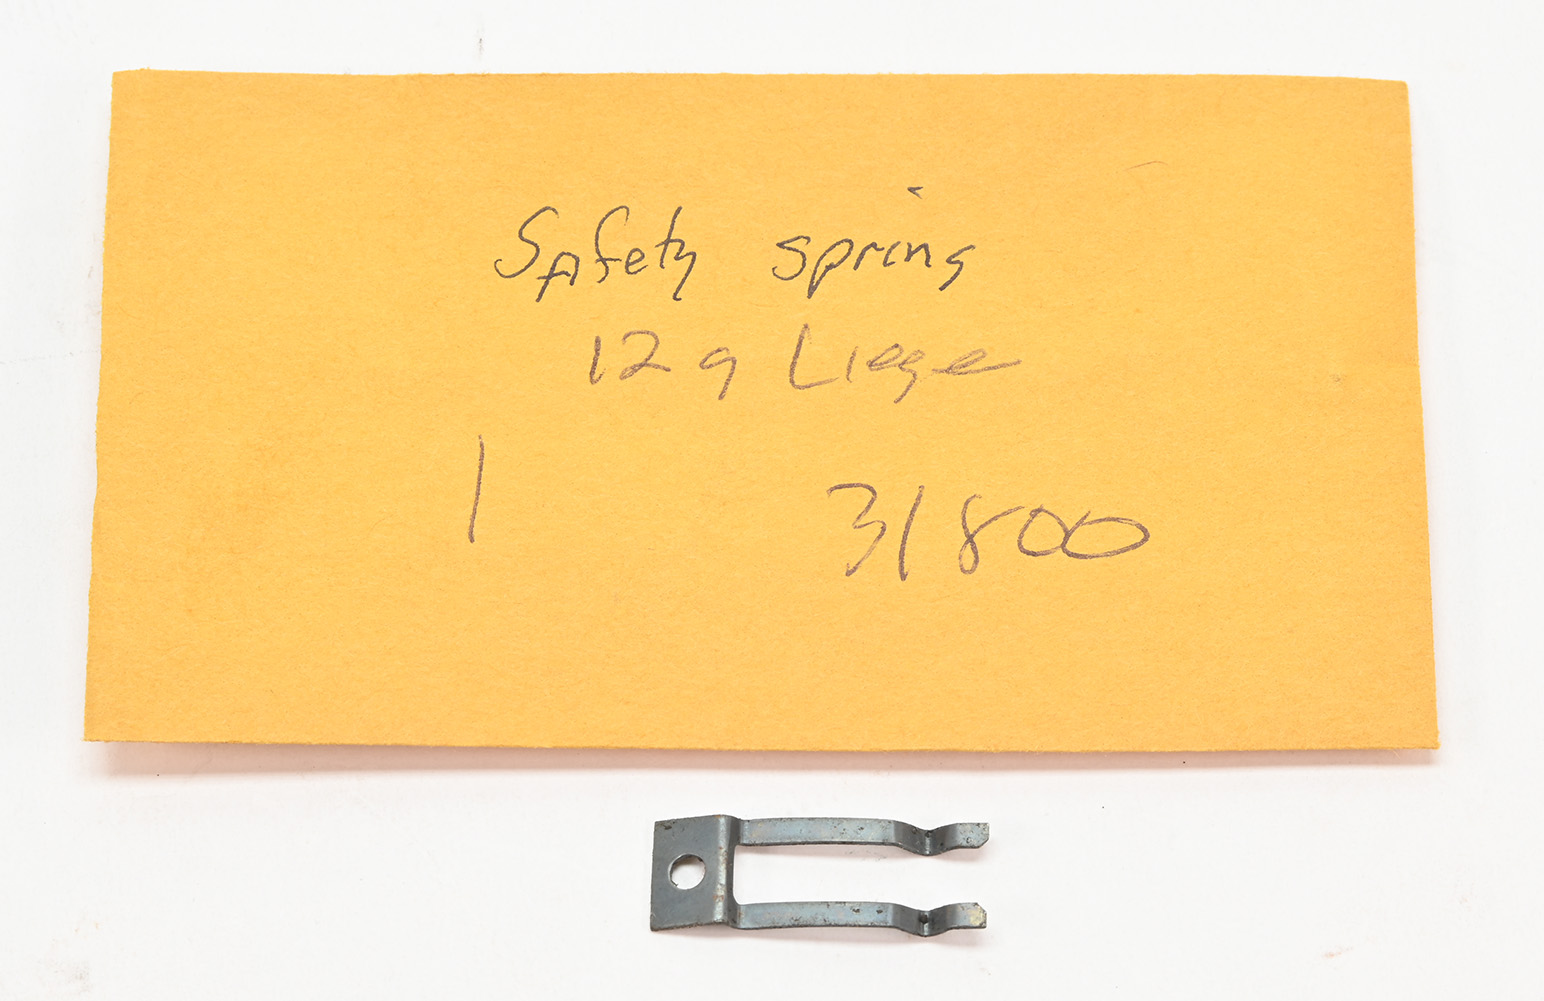 Safety spring
12 g Liege
1 31800